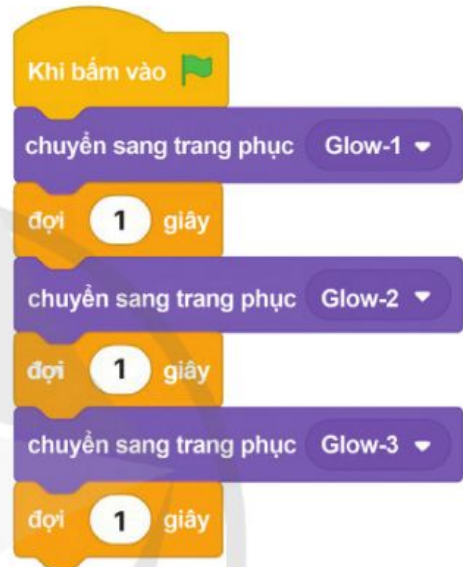 Khi bấm vào
chuyển sang trang phục Glow-1
đợi 1 giây
chuyển sang trang phục Glow-2
đợi 1 giây
chuyển sang trang phục Glow-3
đợi 1 giây